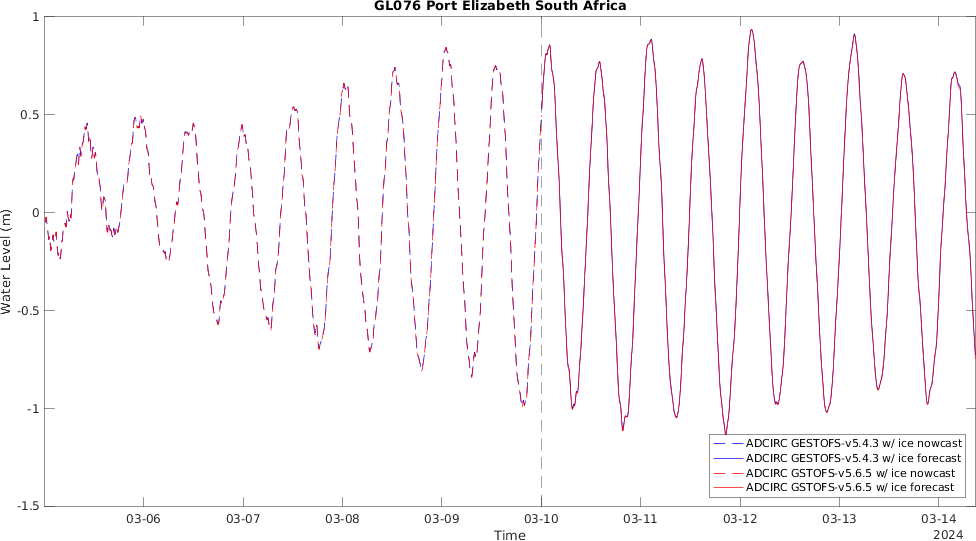 GL076 Port Elizabeth South Africa
1
0.5
0
-0.5
-1
-1.5
Water Level (m)
ADCIRC GESTOFS-v5.4.3 w/ ice nowcast
ADCIRC GESTOFS-v5.4.3 w/ ice forecast
ADCIRC GSTOFS-v5.6.5 w/ ice nowcast
ADCIRC GSTOFS-v5.6.5 w/ ice forecast
03-06 03-07 03-08 03-09 03-10 03-11 03-12 03-13 03-14
Time
2024